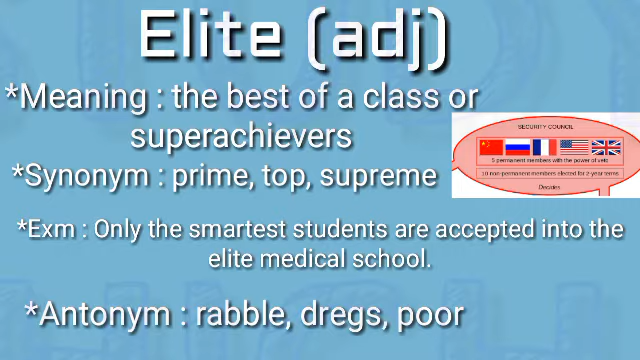 Elite (adj)
*Meaning : the best of a class or
superachievers
*Synonym : prime, top, supreme
SECURITY COUNCIL
5 permanent members with the power of veto
10 non-permanent members elected for 2-year terms
Decides
*Exm : Only the smartest students are accepted into the
elite medical school.
*Antonym : rabble, dregs, poor